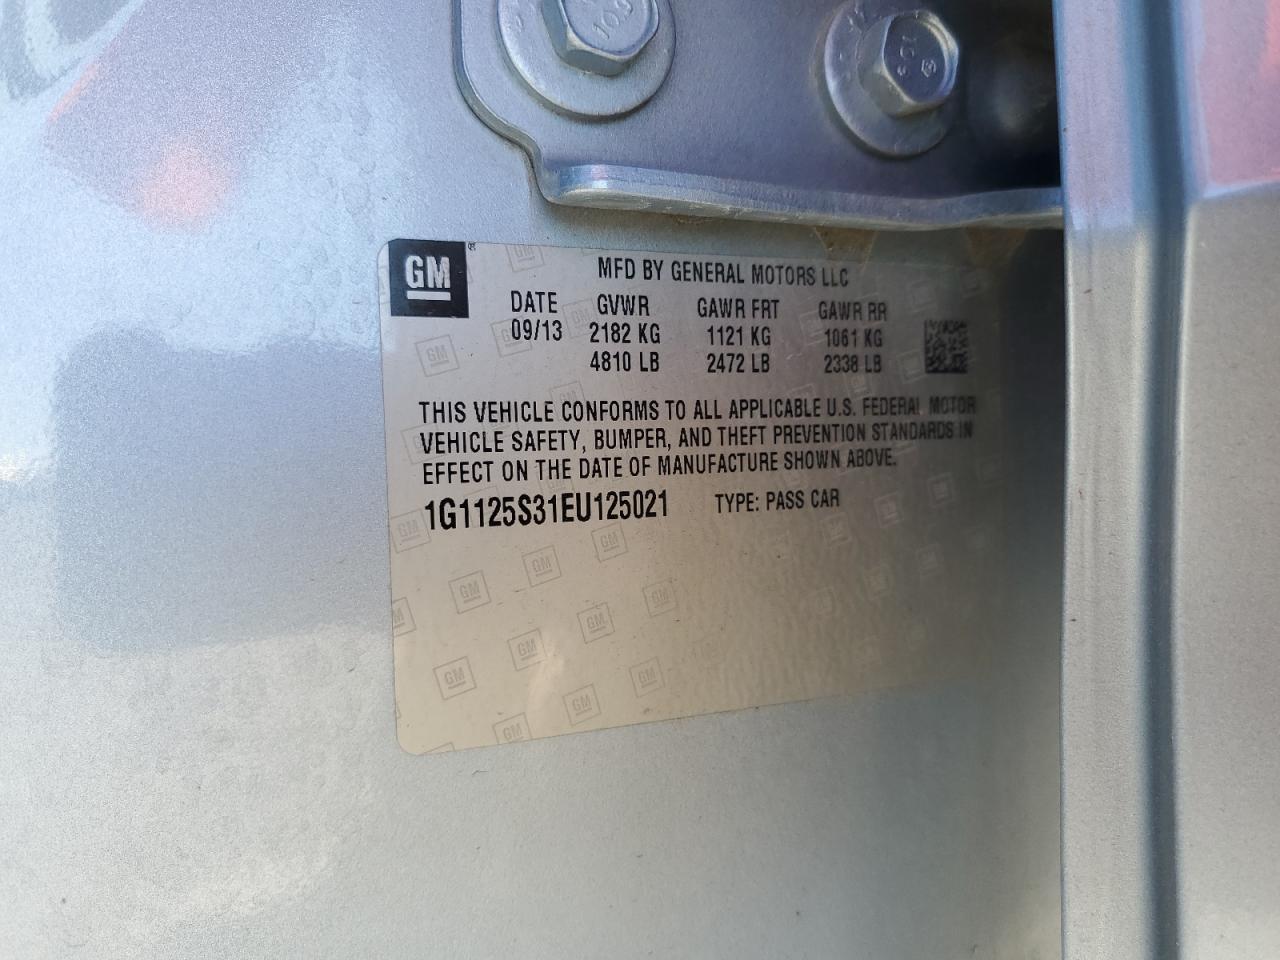 GM
MFD BY GENERAL MOTORS LLC
DATE GVWR GAWR FRT GAWR RR
09/13 2182 KG 1121 KG 1061 KG
4810 LB 2472 LB 2338 LB
THIS VEHICLE CONFORMS TO ALL APPLICABLE U.S. FEDERAL MOTOR
VEHICLE SAFETY, BUMPER, AND THEFT PREVENTION STANDARDS IN
EFFECT ON THE DATE OF MANUFACTURE SHOWN ABOVE.
1G1125S31EU125021 TYPE: PASS CAR